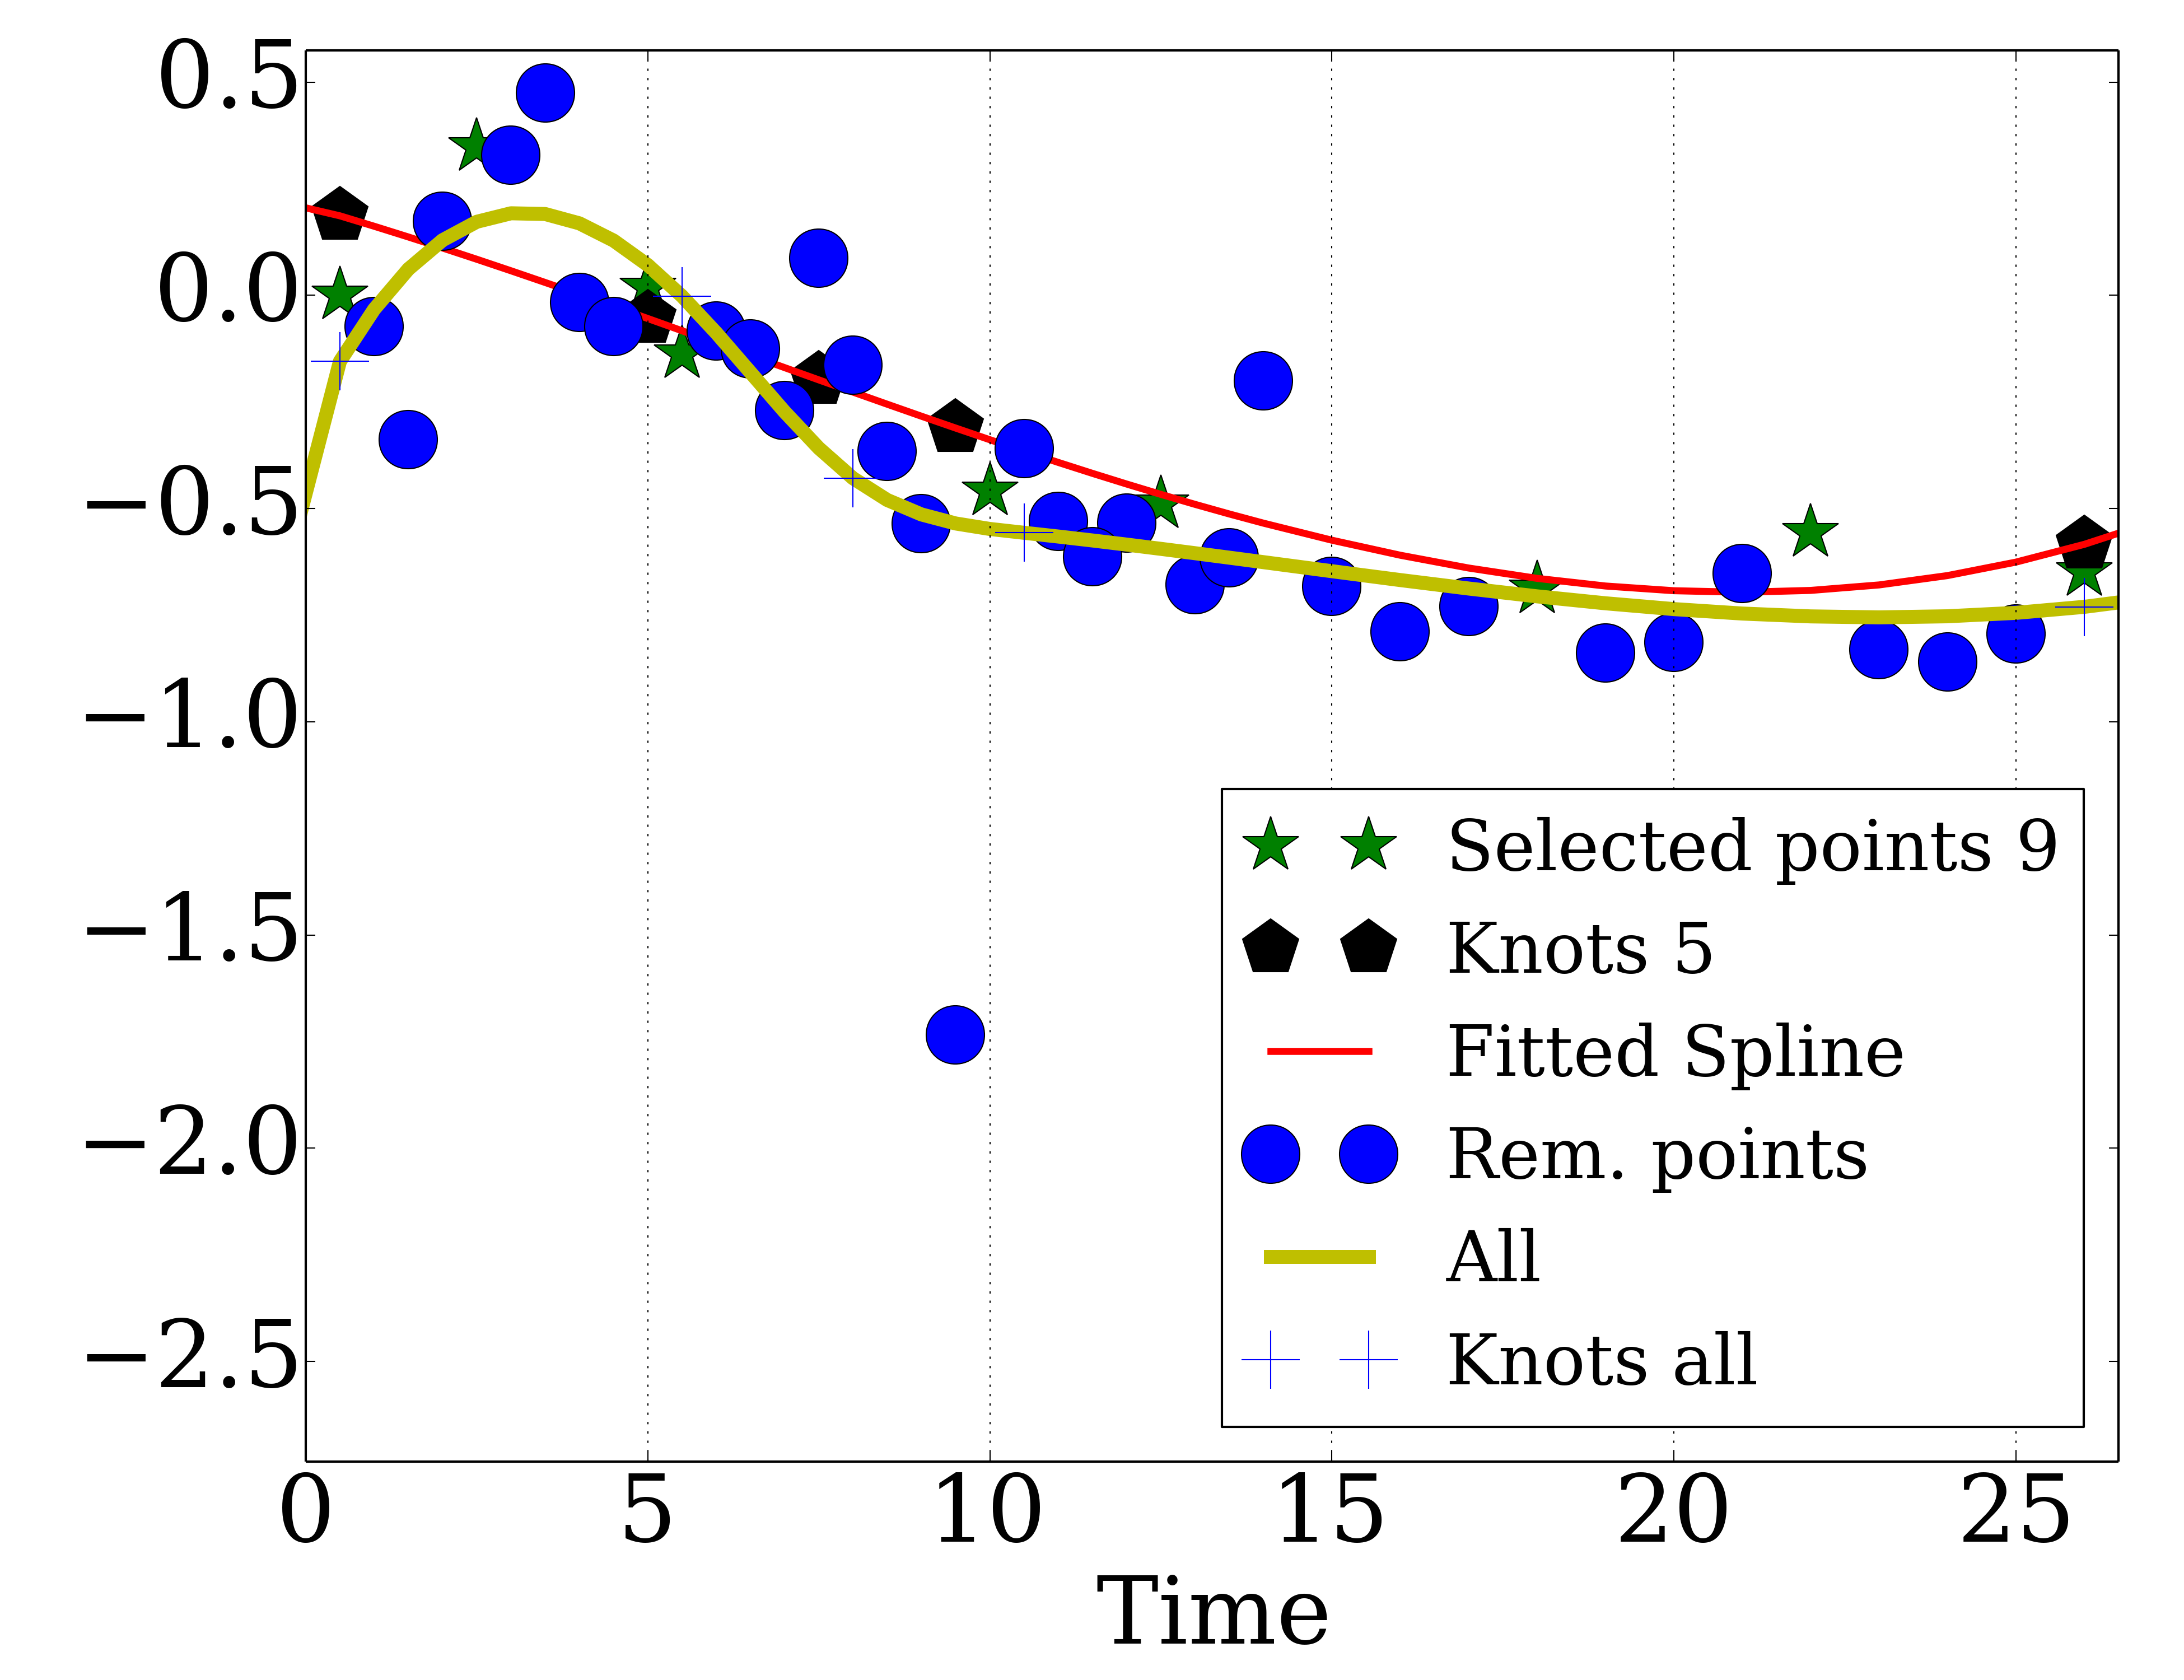 0.5
0.0
−0.5
−1.0
−1.5
−2.0
−2.5
Selected points 9
Knots 5
Fitted Spline
Rem. points
All
Knots all
0 5 10 15 20 25
Time